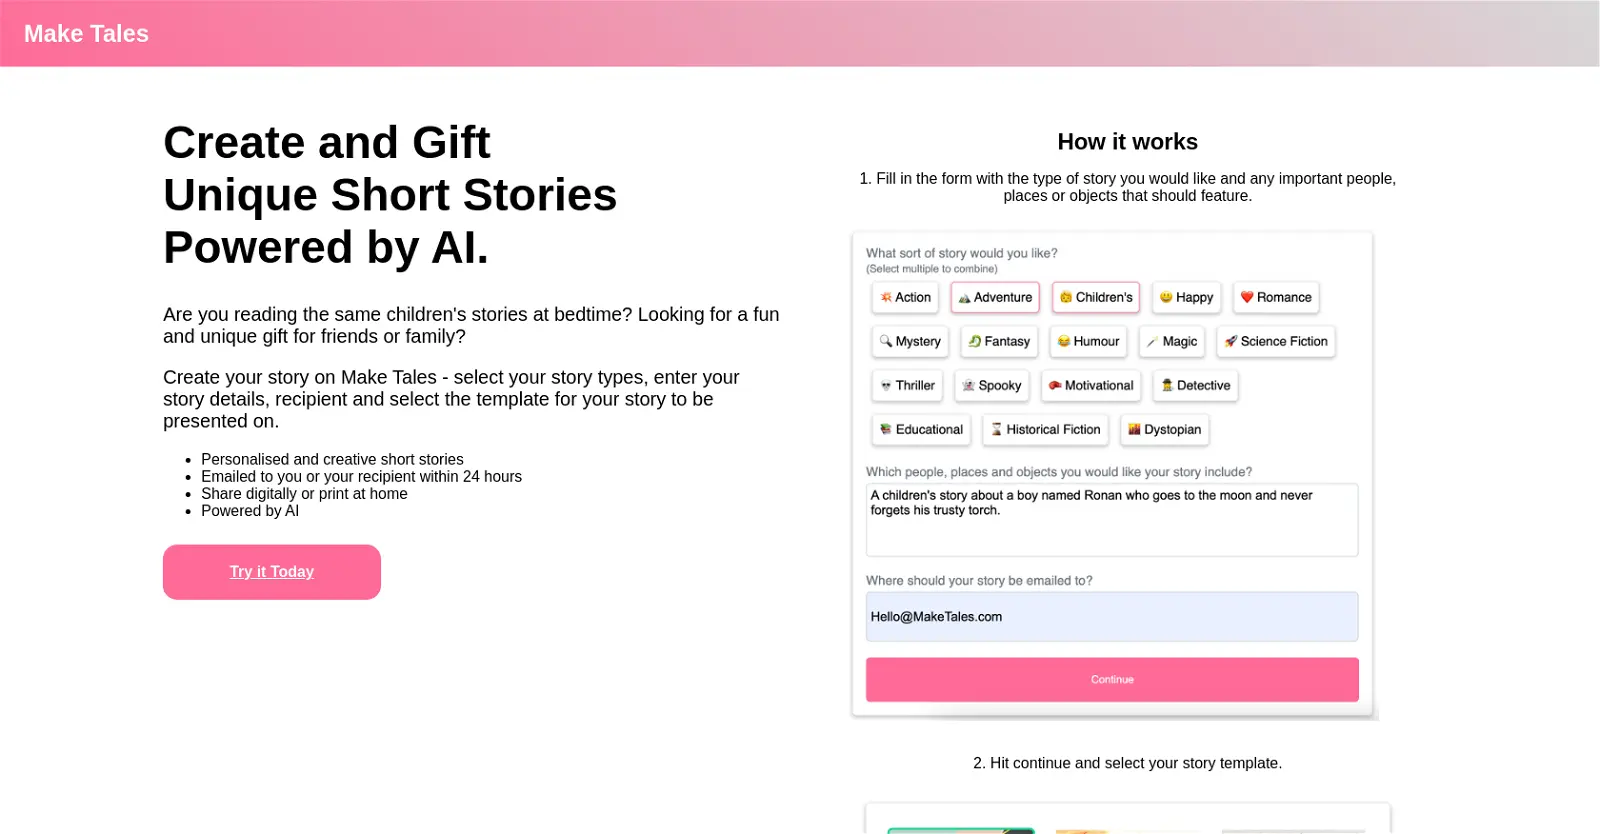 Make Tales
Create and Gift
Unique Short Stories
Powered by AI.
Are you reading the same children's stories at bedtime? Looking for a fun
and unique gift for friends or family?
Create your story on Make Tales - select your story types, enter your
story details, recipient and select the template for your story to be
presented on.
Personalised and creative short stories
Emailed to you or your recipient within 24 hours
Share digitally or print at home
Powered by AI
Try it Today
How it works
1. Fill in the form with the type of story you would like and any important people,
places or objects that should feature.
What sort of story would you like?
(Select multiple to combine)
Action Adventure Children's Happy Romance
Mystery Fantasy Humour Magic Science Fiction
Thriller Spooky Motivational Detective
Educational Historical Fiction Dystopian
Which people, places and objects you would like your story include?
A children's story about a boy named Ronan who goes to the moon and never
forgets his trusty torch.
Where should your story be emailed to?
Hello@MakeTales.com
Continue
2. Hit continue and select your story template.